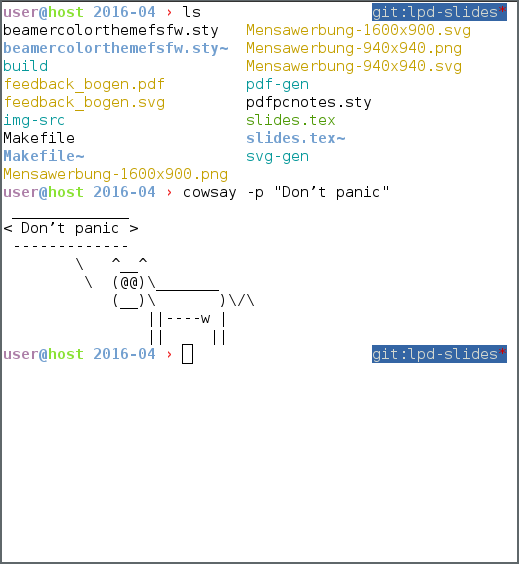 user@host 2016-04 › ls                   git:lpd-slides*
beamercolorthemefsfw.sty   Mensawerbung-1600x900.svg
beamercolorthemefsfw.sty~  Mensawerbung-940x940.png
build                      Mensawerbung-940x940.svg
feedback_bogen.pdf         pdf-gen
feedback_bogen.svg         pdfpcnotes.sty
img-src                    slides.tex
Makefile                   slides.tex~
Makefile~                  svg-gen
Mensawerbung-1600x900.png
user@host 2016-04 › cowsay -p "Don't panic"
 _____________
< Don't panic >
 -------------
        \   ^__^
         \  (@@)\_______
            (__)\       )\/\
                ||----w |
                ||     ||
user@host 2016-04 ›                      git:lpd-slides*